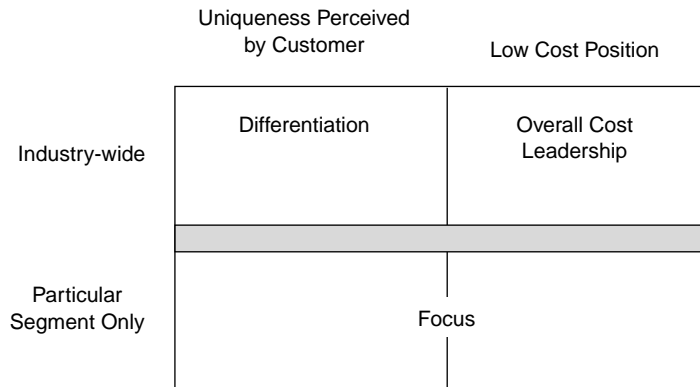 Uniqueness Perceived
by Customer
Low Cost Position
Differentiation
Overall Cost
Leadership
Industry-wide
Particular
Segment Only
Focus